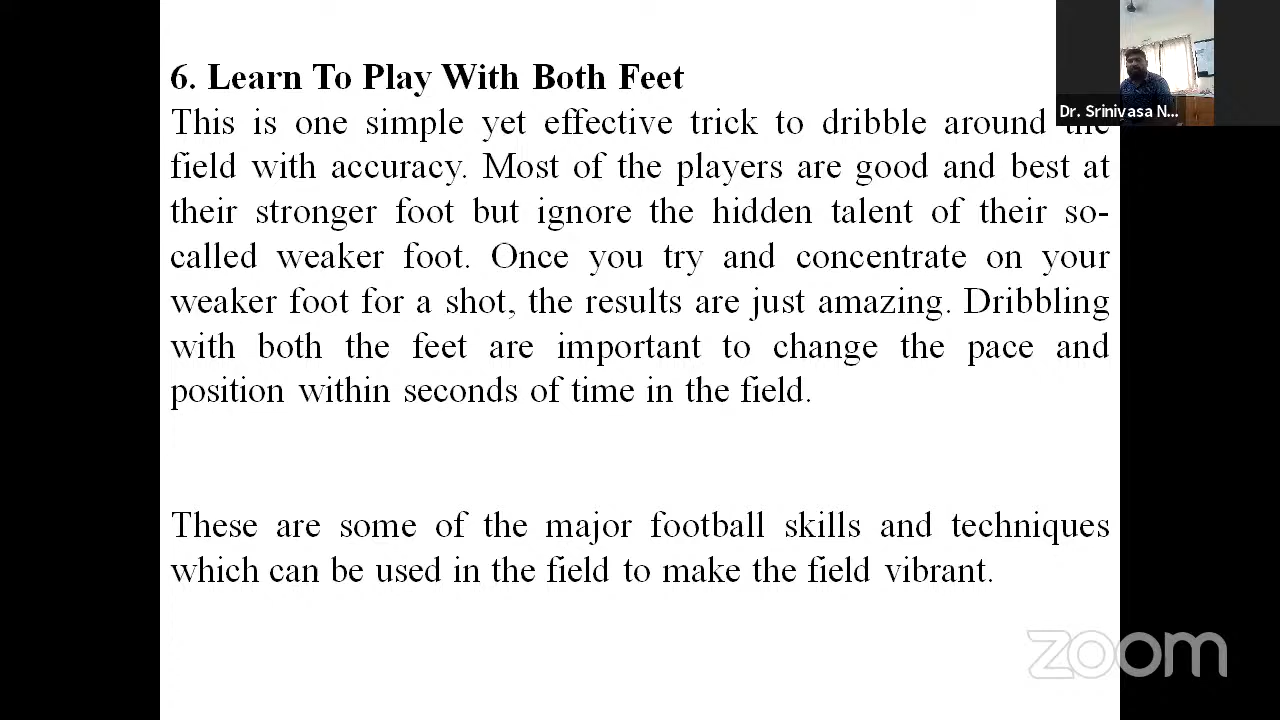 6. Learn To Play With Both Feet
This is one simple yet effective trick to dribble around the
field with accuracy. Most of the players are good and best at
their stronger foot but ignore the hidden talent of their so-
called weaker foot. Once you try and concentrate on your
weaker foot for a shot, the results are just amazing. Dribbling
with both the feet are important to change the pace and
position within seconds of time in the field.
These are some of the major football skills and techniques
which can be used in the field to make the field vibrant.
Dr. Srinivasa N...
zoom